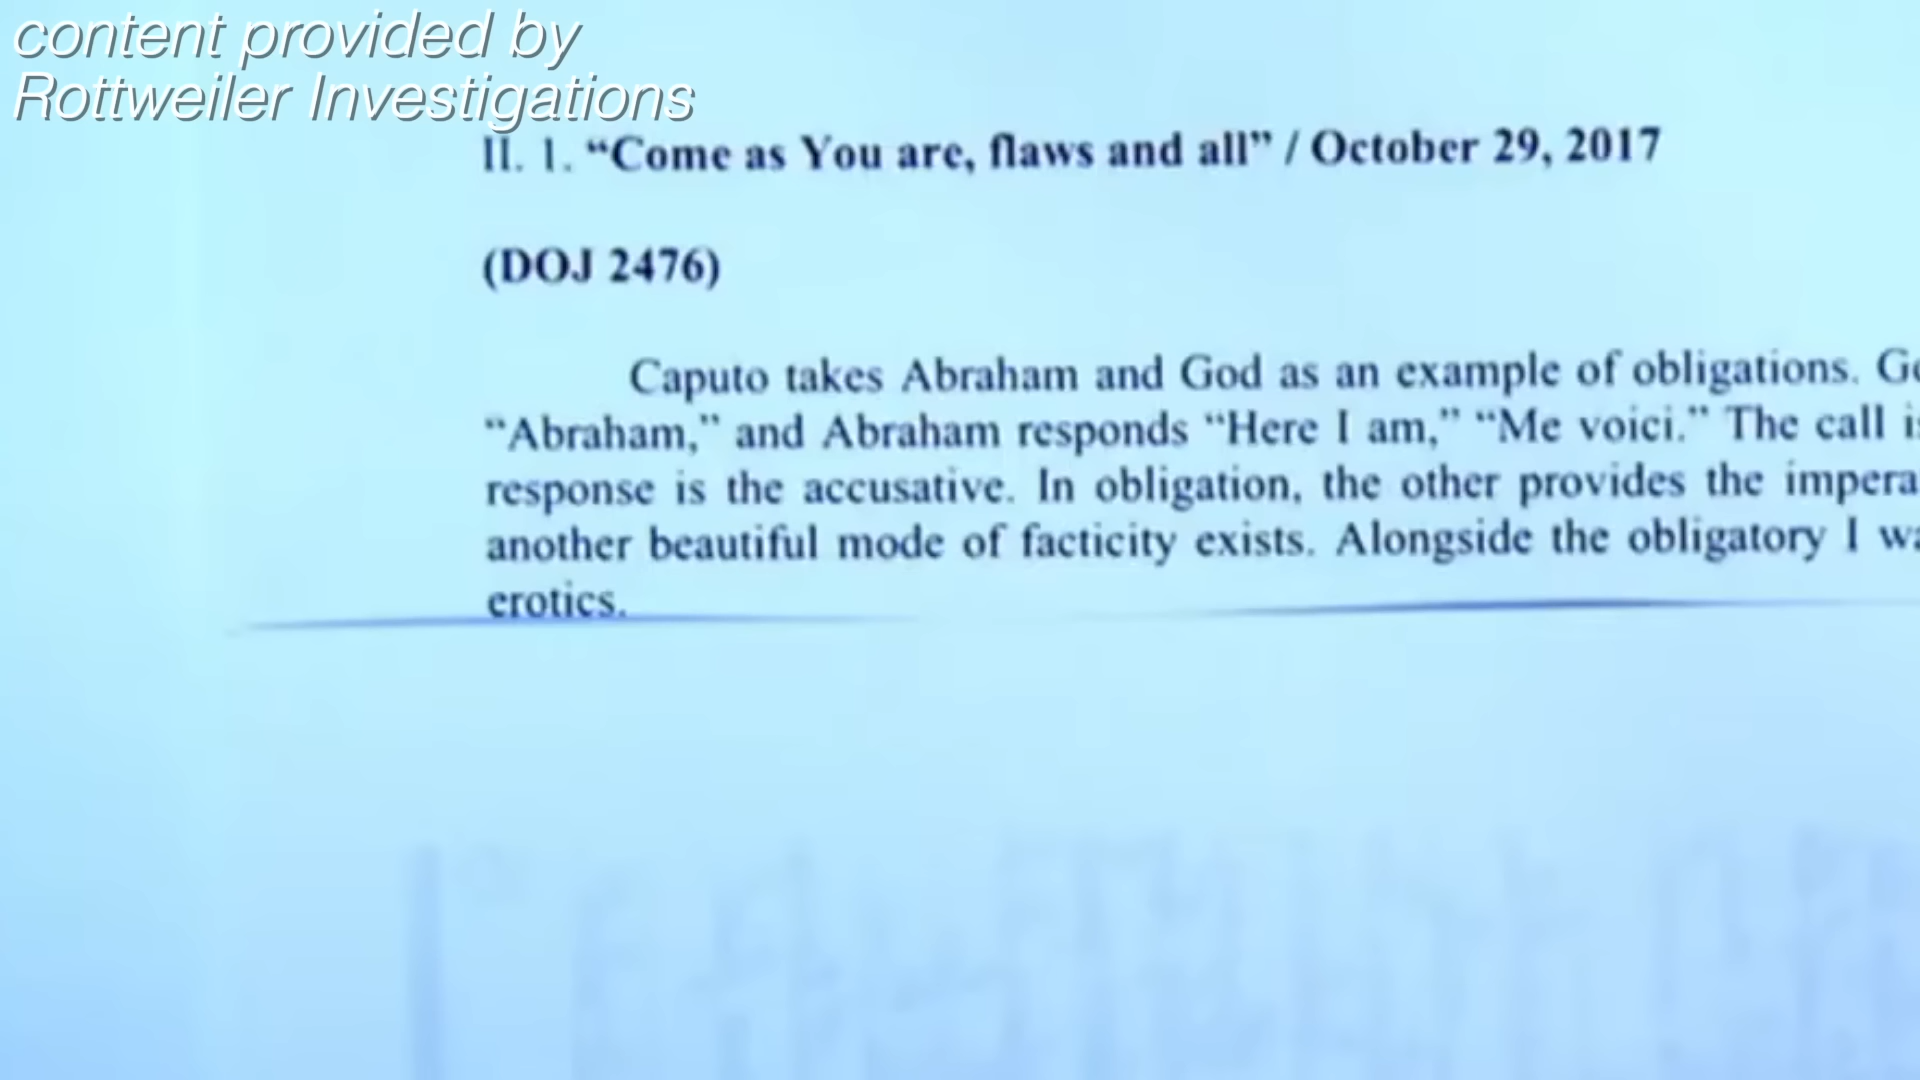 content provided by
Rottweiler Investigations
II. 1. “Come as You are, flaws and all” / October 29, 2017
(DOJ 2476)
Caputo takes Abraham and God as an example of obligations.
“Abraham,” and Abraham responds “Here I am,” “Me voici.” The call
response is the accusative. In obligation, the other provides the
another beautiful mode of facticity exists. Alongside the obligatory I
erotics.